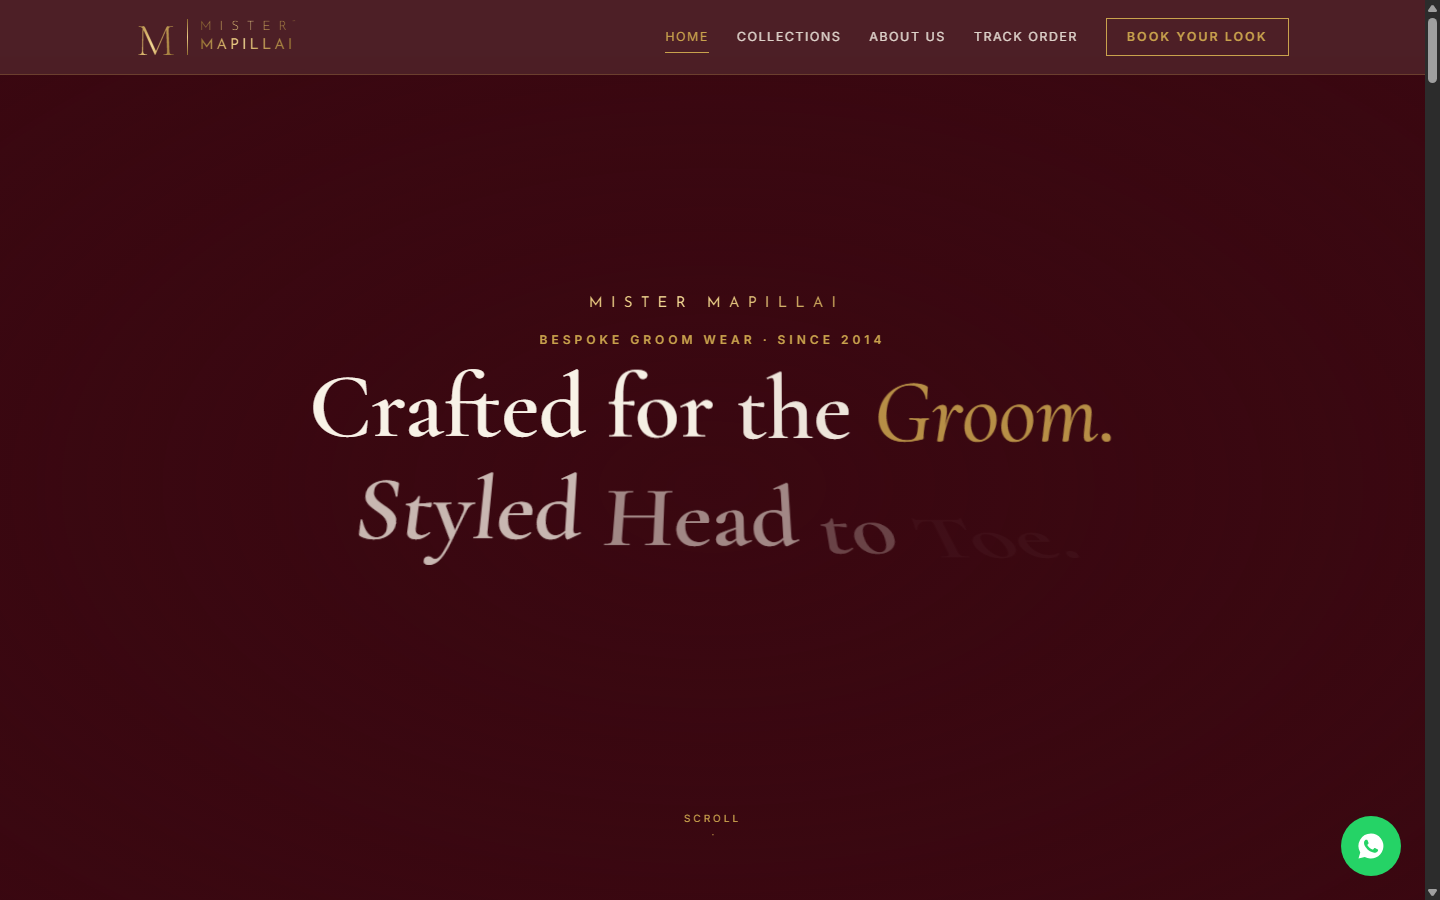 M
MISTER
MAPILLAI
HOME COLLECTIONS ABOUT US TRACK ORDER BOOK YOUR LOOK
MISTER MAPILLAI
BESPOKE GROOM WEAR · SINCE 2014
Crafted for the Groom.
Styled Head to Toe.
SCROLL